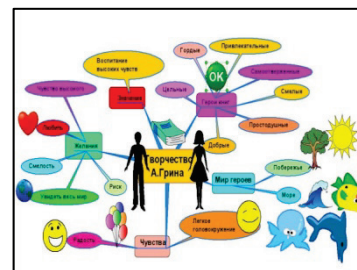 Воспитание
высоких чувств
Гордые
Привлекательные
OK
Самоотверженные
Чувство высокого
Значение
Цельные
Герои книг
Смелые
Любить
Простодушные
Желания
Добрые
Творчество
А.Грина
Смелость
Мир героев
Побережье
Риск
Увидеть весь мир
Море
Легкое
головокружение
Радость
Чувства